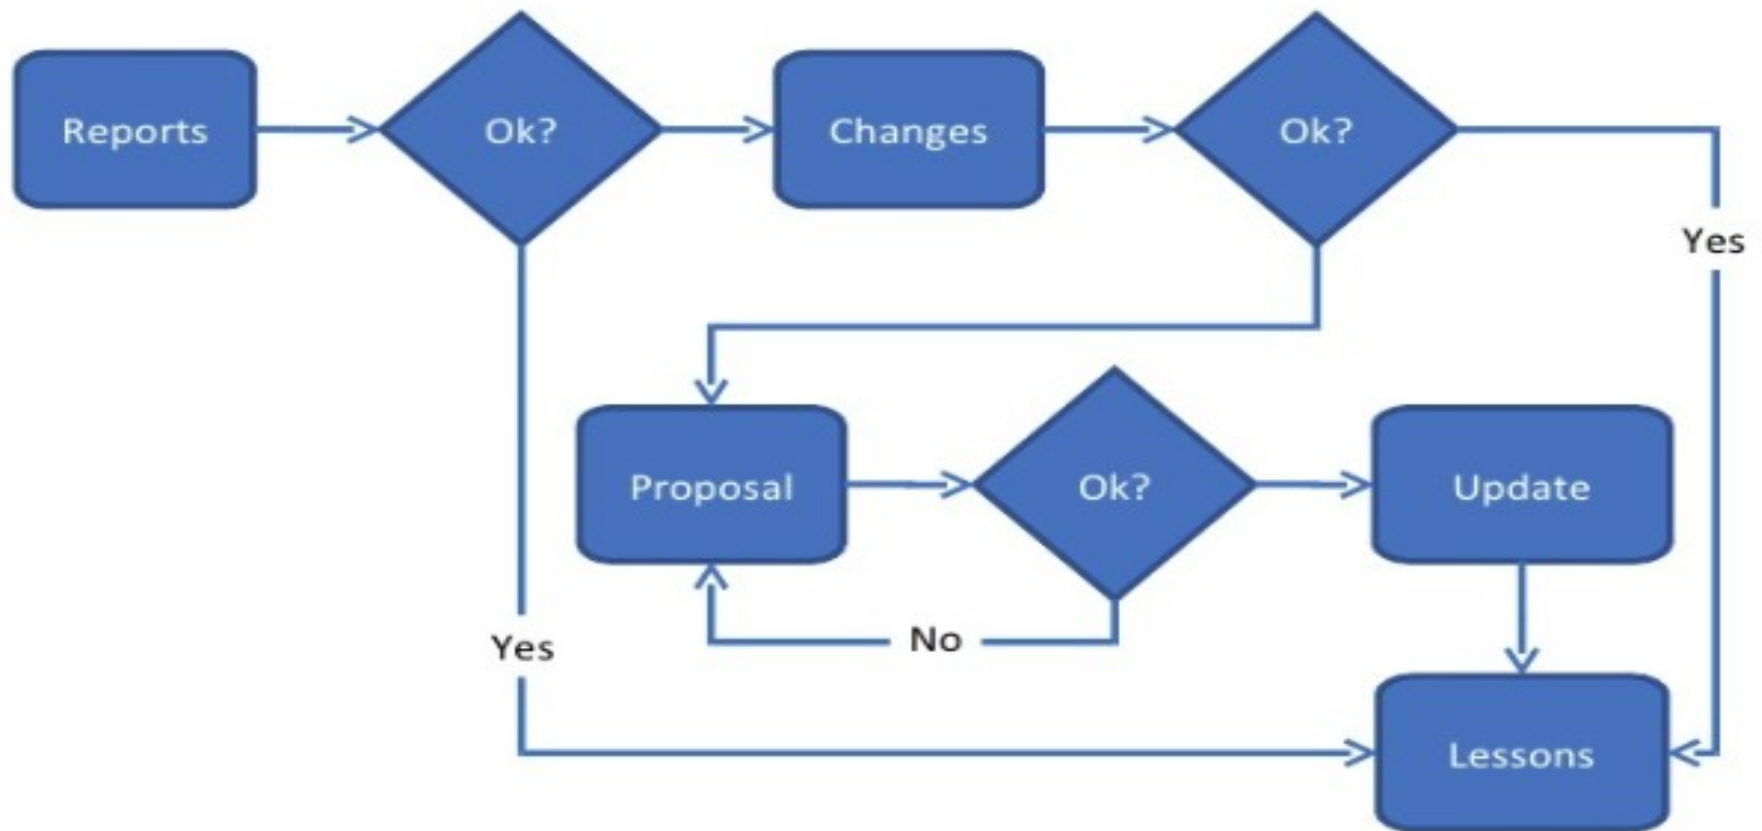 Reports
Ok?
Changes
Ok?
Yes
Proposal
Ok?
Update
No
Yes
Lessons